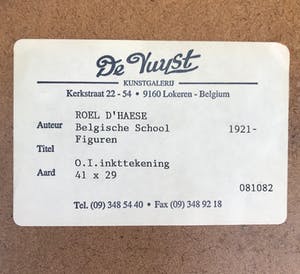 De Vuyst
KUNSTGALERIJ
Kerkstraat 22 - 54 • 9160 Lokeren - Belgium
ROEL D'HAESE
Auteur Belgische School 1921-
Figuren
Titel
O.I.inkttekening
Aard 41 x 29
081082
Tel. (09) 348 54 40 • Fax (09) 348 92 18